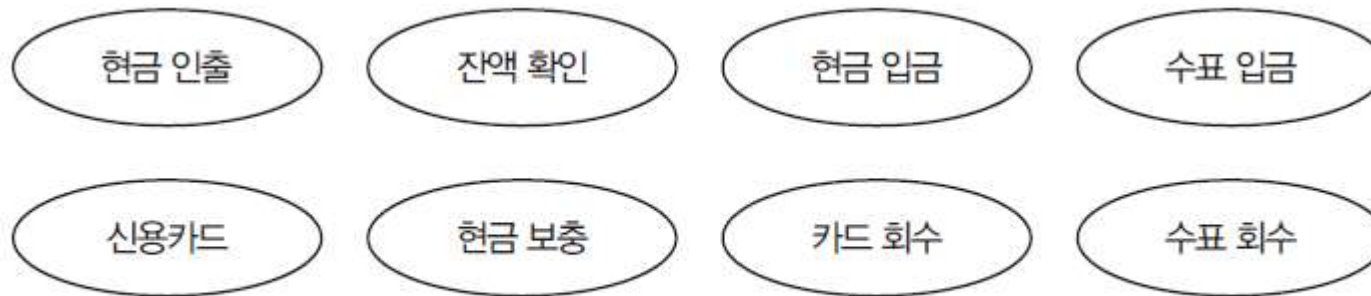 현금 인출 잔액 확인 현금 입금 수표 입금
신용카드 현금 보충 카드 회수 수표 회수